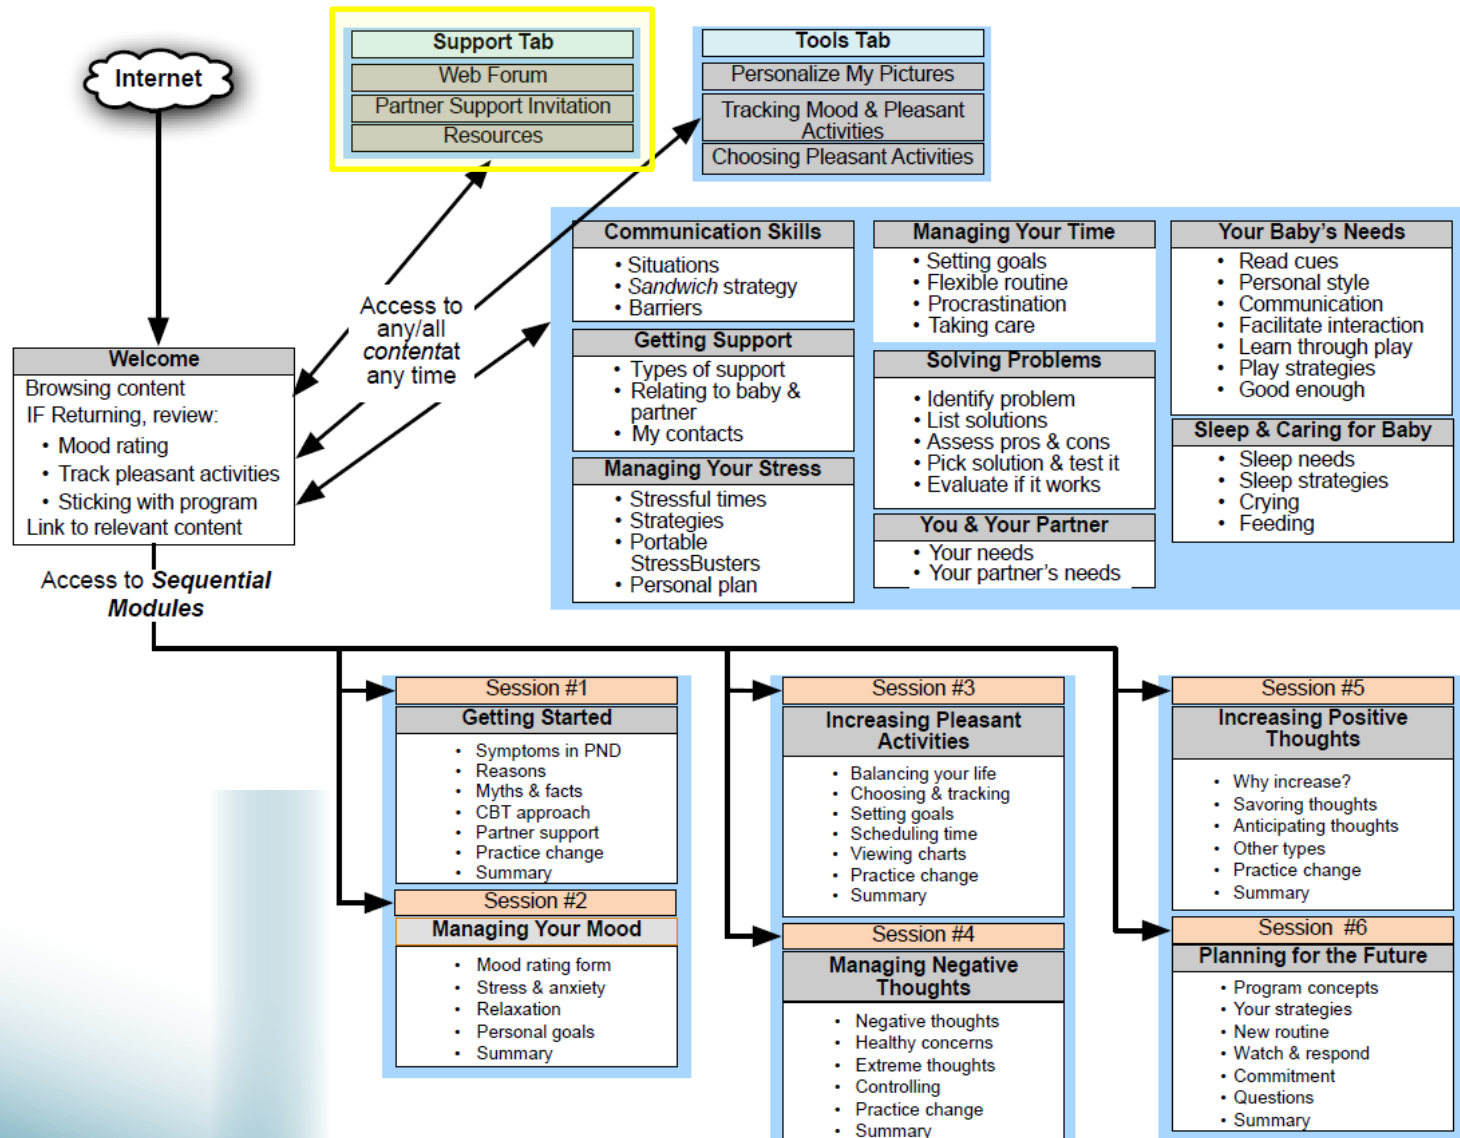 Internet
Support Tab
Web Forum
Partner Support Invitation
Resources
Tools Tab
Personalize My Pictures
Tracking Mood & Pleasant
Activities
Choosing Pleasant Activities
Access to
any/all
contentat
any time
Welcome
Browsing content
IF Returning, review:
• Mood rating
• Track pleasant activities
• Sticking with program
Link to relevant content
Communication Skills
• Situations
• Sandwich strategy
• Barriers
Getting Support
• Types of support
• Relating to baby &
partner
• My contacts
Managing Your Stress
• Stressful times
• Strategies
• Portable
StressBusters
• Personal plan
Managing Your Time
• Setting goals
• Flexible routine
• Procrastination
• Taking care
Solving Problems
• Identify problem
• List solutions
• Assess pros & cons
• Pick solution & test it
• Evaluate if it works
You & Your Partner
• Your needs
• Your partner's needs
Your Baby's Needs
• Read cues
• Personal style
• Communication
• Facilitate interaction
• Learn through play
• Play strategies
• Good enough
Sleep & Caring for Baby
• Sleep needs
• Sleep strategies
• Crying
• Feeding
Access to Sequential
Modules
Session #1
Getting Started
• Symptoms in PND
• Reasons
• Myths & facts
• CBT approach
• Partner support
• Practice change
• Summary
Session #2
Managing Your Mood
• Mood rating form
• Stress & anxiety
• Relaxation
• Personal goals
• Summary
Session #3
Increasing Pleasant
Activities
• Balancing your life
• Choosing & tracking
• Setting goals
• Scheduling time
• Viewing charts
• Practice change
• Summary
Session #4
Managing Negative
Thoughts
• Negative thoughts
• Healthy concerns
• Extreme thoughts
• Controlling
• Practice change
• Summary
Session #5
Increasing Positive
Thoughts
• Why increase?
• Savoring thoughts
• Anticipating thoughts
• Other types
• Practice change
• Summary
Session #6
Planning for the Future
• Program concepts
• Your strategies
• New routine
• Watch & respond
• Commitment
• Questions
• Summary